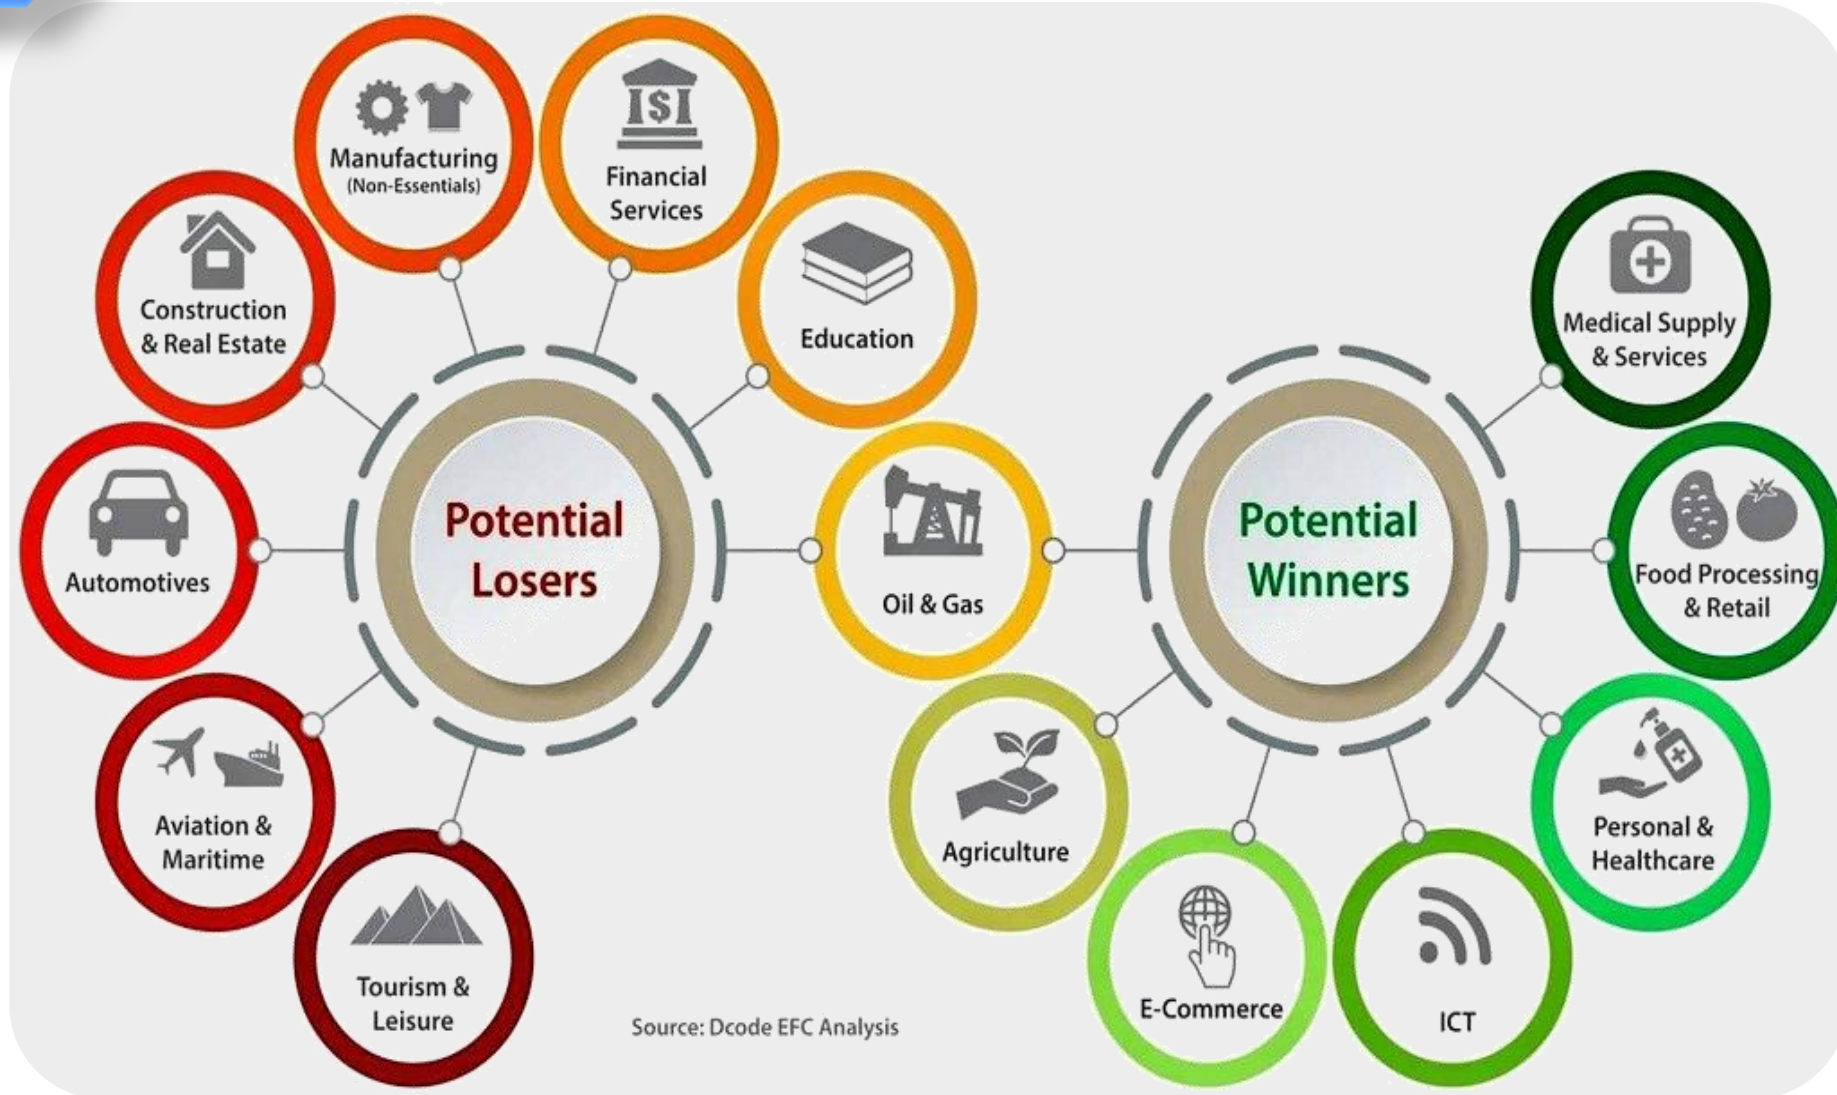 Manufacturing
(Non-Essentials)
Financial
Services
Construction
& Real Estate
Education
Automotives
Potential
Losers
Oil & Gas
Aviation &
Maritime
Tourism &
Leisure
Potential
Winners
Medical Supply
& Services
Food Processing
& Retail
Personal &
Healthcare
Agriculture
E-Commerce
ICT
$
Source: Dcode EFC Analysis